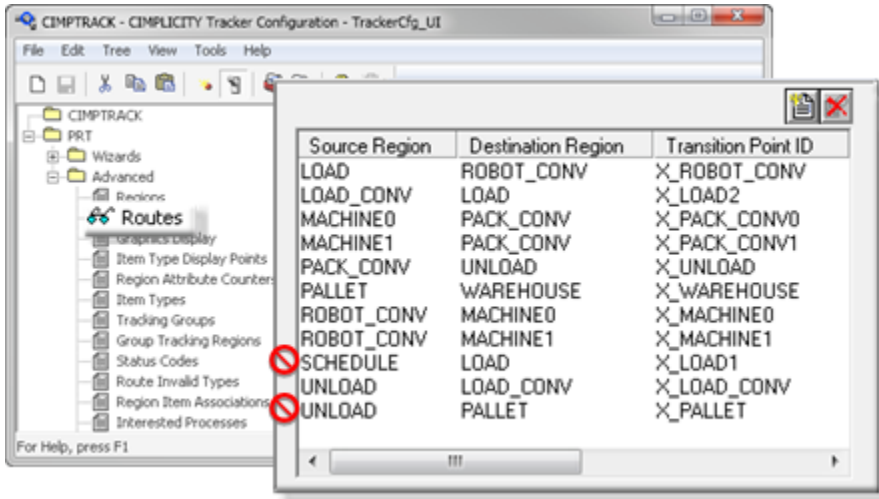 CIMPTRACK - CIMPLICITY Tracker Configuration - TrackerCfg_UI
File Edit Tree View Tools Help
CIMPTRACK
PRT
Wizards
Advanced
Regions
Routes
Graphics Display
Item Type Display Points
Region Attribute Counters
Item Types
Tracking Groups
Group Tracking Regions
Status Codes
Route Invalid Types
Region Item Associations
Interested Processes
For Help, press F1
Source Region Destination Region Transition Point ID
LOAD ROBOT_CONV X_ROBOT_CONV
LOAD_CONV LOAD X_LOAD2
MACHINE0 PACK_CONV X_PACK_CONV0
MACHINE1 PACK_CONV X_PACK_CONV1
PACK_CONV UNLOAD X_UNLOAD
PALLET WAREHOUSE X_WAREHOUSE
ROBOT_CONV MACHINE0 X_MACHINE0
ROBOT_CONV MACHINE1 X_MACHINE1
SCHEDULE LOAD X_LOAD1
UNLOAD LOAD_CONV X_LOAD_CONV
UNLOAD PALLET X_PALLET